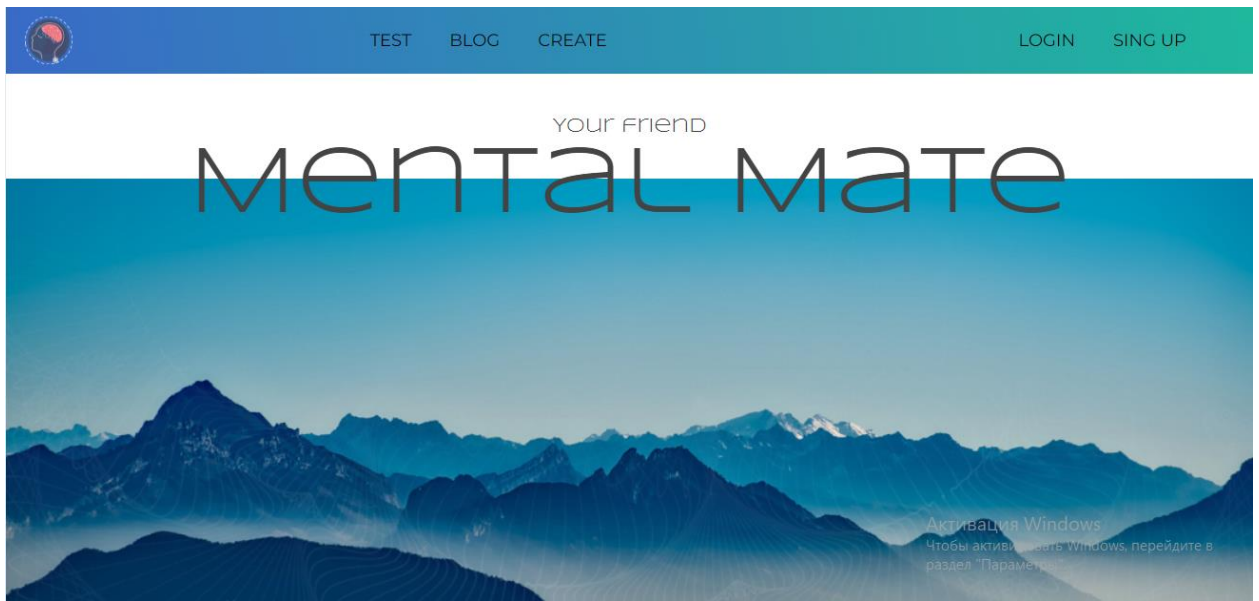 TEST BLOG CREATE LOGIN SING UP
Your Friend
Mental Mate
Активация Windows
Чтобы активировать Windows, перейдите в
раздел "Параметры".